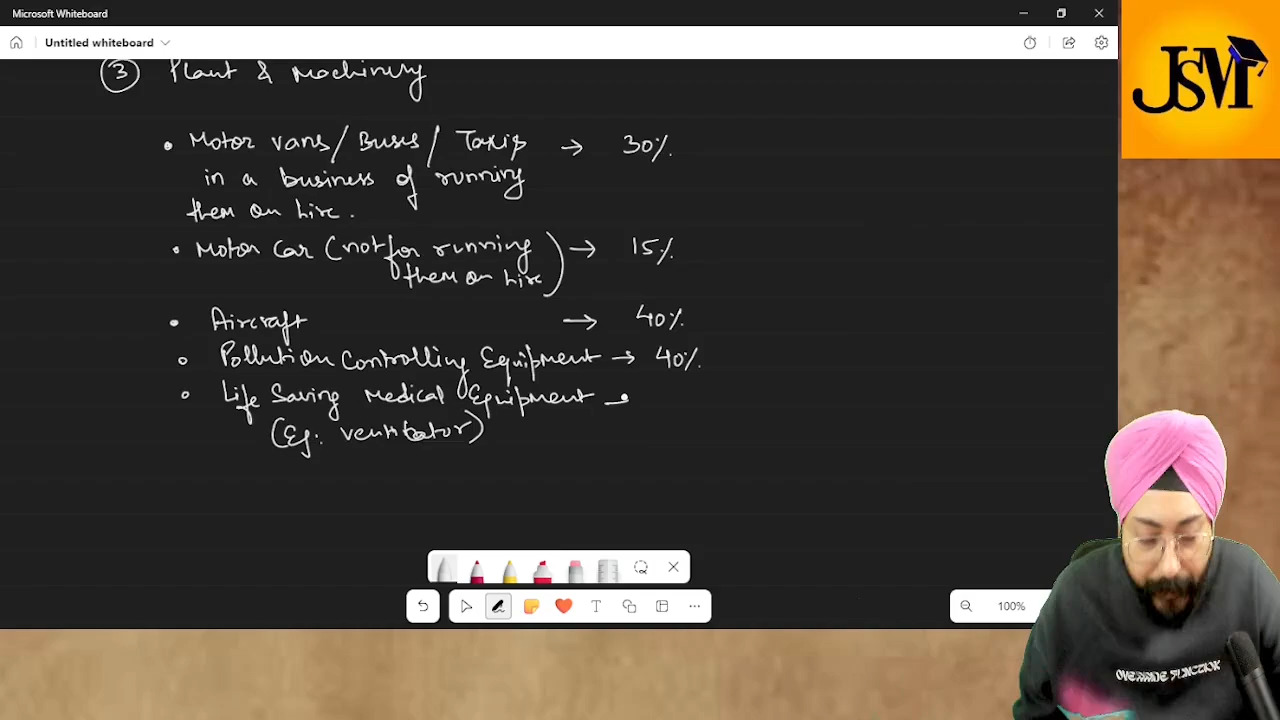 Microsoft Whiteboard
Untitled whiteboard
JSM
③ Plant & Machinery
• Motor vans/Buses/Taxis → 30%.
in a business of running
them on hire.
• Motor car (not for running → 15%.
them on hire)
• Aircraft → 40%.
• Pollution Controlling Equipment → 40%.
• Life Saving Medical Equipment →
(Eg: ventilator)
100%
OVERRIDE FUNCTION